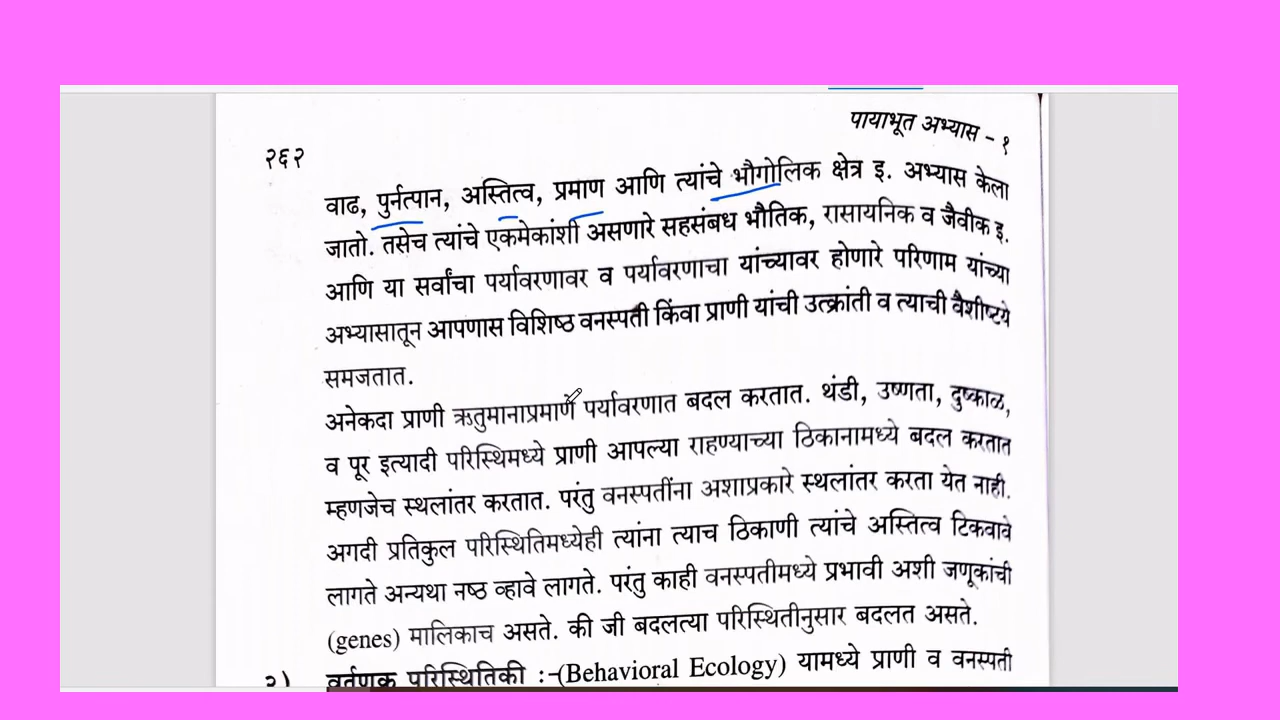 पायाभूत अभ्यास - १
२६२
वाढ, पुर्नत्पान, अस्तित्व, प्रमाण आणि त्यांचे भौगोलिक क्षेत्र इ. अभ्यास केला
जातो. तसेच त्यांचे एकमेकांशी असणारे सहसंबध भौतिक, रासायनिक व जैवीक इ.
आणि या सर्वांचा पर्यावरणावर व पर्यावरणाचा यांच्यावर होणारे परिणाम यांच्या
अभ्यासातून आपणास विशिष्ठ वनस्पती किंवा प्राणी यांची उत्क्रांती व त्याची वैशीष्टये
समजतात.
अनेकदा प्राणी ऋतुमानाप्रमाणे पर्यावरणात बदल करतात. थंडी, उष्णता, दुष्काळ,
व पूर इत्यादी परिस्थिमध्ये प्राणी आपल्या राहण्याच्या ठिकानामध्ये बदल करतात
म्हणजेच स्थलांतर करतात. परंतु वनस्पतींना अशाप्रकारे स्थलांतर करता येत नाही.
अगदी प्रतिकुल परिस्थितिमध्येही त्यांना त्याच ठिकाणी त्यांचे अस्तित्व टिकवावे
लागते अन्यथा नष्ठ व्हावे लागते. परंतु काही वनस्पतीमध्ये प्रभावी अशी जणूकांची
(genes) मालिकाच असते. की जी बदलत्या परिस्थितीनुसार बदलत असते.
२) वर्तणूक परिस्थितिकी :-(Behavioral Ecology) यामध्ये प्राणी व वनस्पती